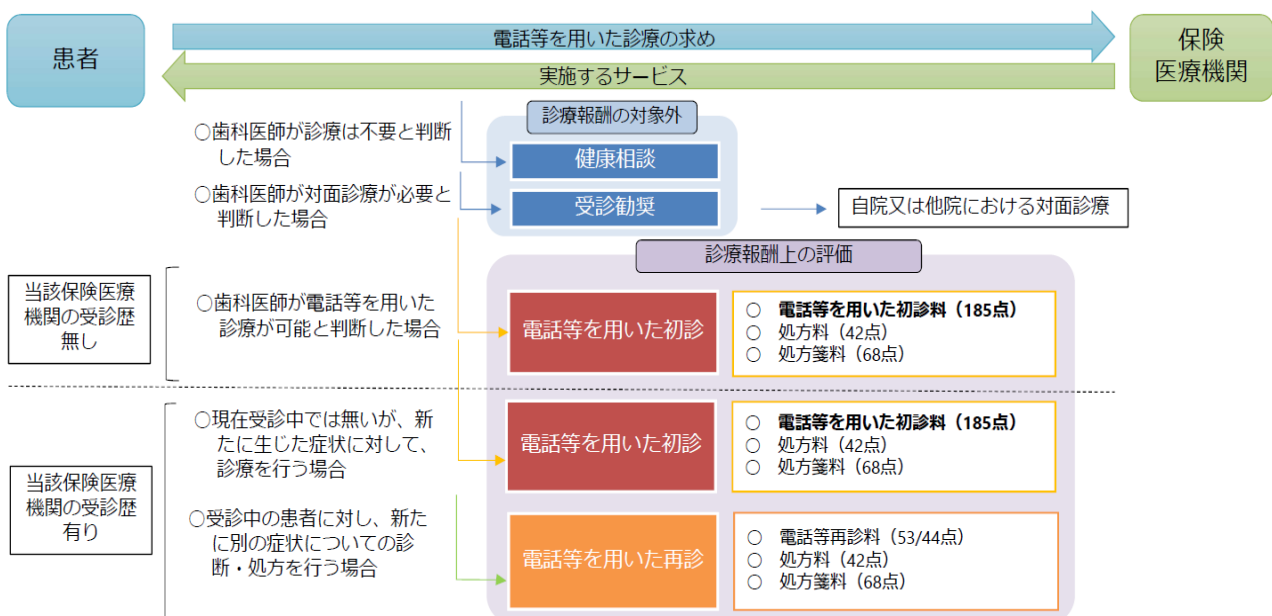 患者
電話等を用いた診療の求め
実施するサービス
保険
医療機関
診療報酬の対象外
○歯科医師が診療は不要と判断
した場合
健康相談
○歯科医師が対面診療が必要と
判断した場合
受診勧奨
自院又は他院における対面診療
診療報酬上の評価
当該保険医療
機関の受診歴
無し
○歯科医師が電話等を用いた
診療が可能と判断した場合
電話等を用いた初診
○ 電話等を用いた初診料（185点）
○ 処方料（42点）
○ 処方箋料（68点）
当該保険医療
機関の受診歴
有り
○現在受診中では無いが、新
たに生じた症状に対して、
診療を行う場合
電話等を用いた初診
○ 電話等を用いた初診料（185点）
○ 処方料（42点）
○ 処方箋料（68点）
○受診中の患者に対し、新た
に別の症状についての診
断・処方を行う場合
電話等を用いた再診
○ 電話等再診料（53/44点）
○ 処方料（42点）
○ 処方箋料（68点）